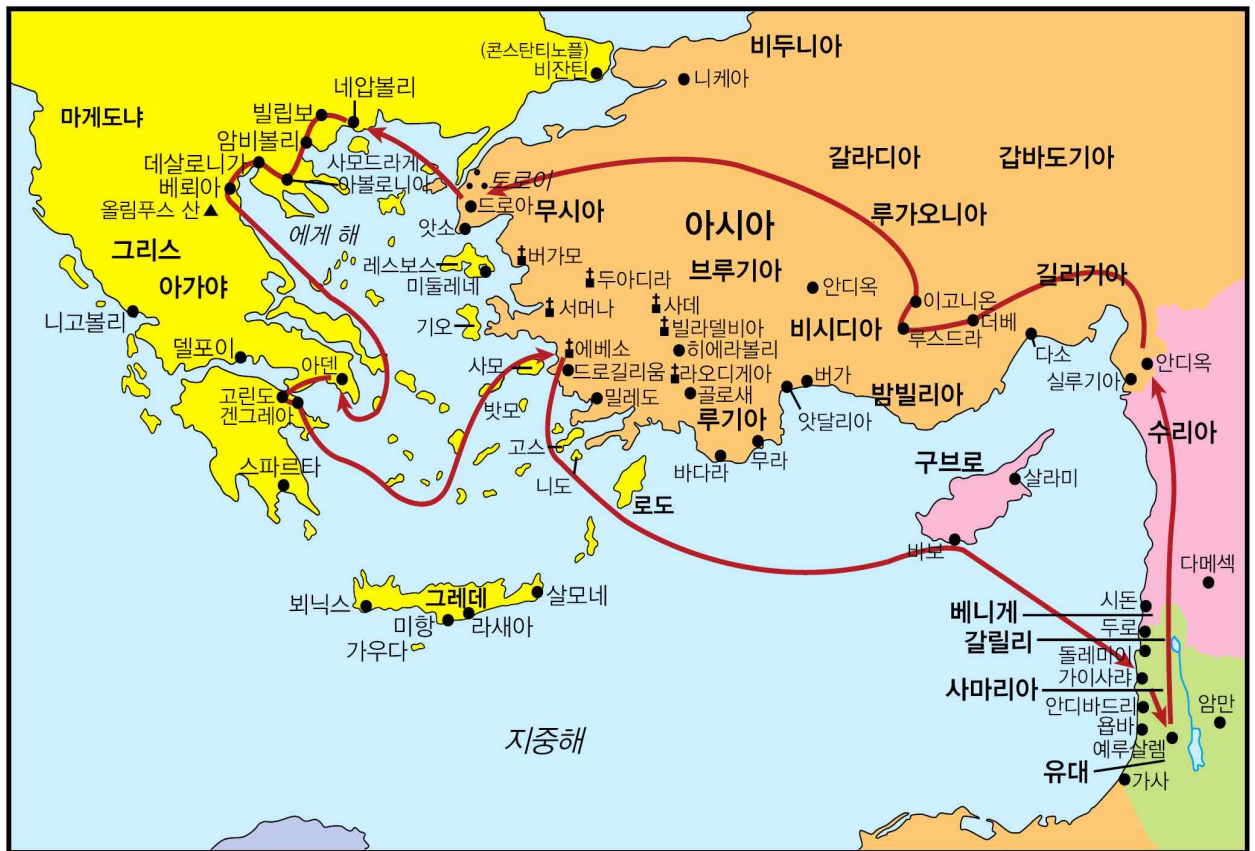 (콘스탄티노플)
비잔틴
비두니아
니케아
네압볼리
빌립보
마게도냐
암비볼리
데살로니가
사모드라게
아볼로니아
베뢰아
올림푸스 산
토로이
드로아
무시아
갈라디아
갑바도기아
루가오니아
아시아
앗소
에게 해
그리스
아가야
레스보스
미둘레네
버가모
두아디라
브루기아
안디옥
길리기아
이고니온
더베
루스드라
비시디아
니고볼리
기오
서머나
사데
빌라델비아
히에라볼리
다소
안디옥
실루기아
델포이
아덴
고린도
겐그레아
사모
에베소
드로길리움
라오디게아
골로새
밀레도
버가
앗달리아
밤빌리아
수리아
밧모
루기아
고스
니도
바다라
무라
스파르타
로도
구브로
살라미
바보
다메섹
뵈닉스
그레데
살모네
미항
라새아
가우다
시돈
베니게
두로
갈릴리
돌레마이
가이사랴
사마리아
안디바드리
욥바
암만
예루살렘
유대
가사
지중해